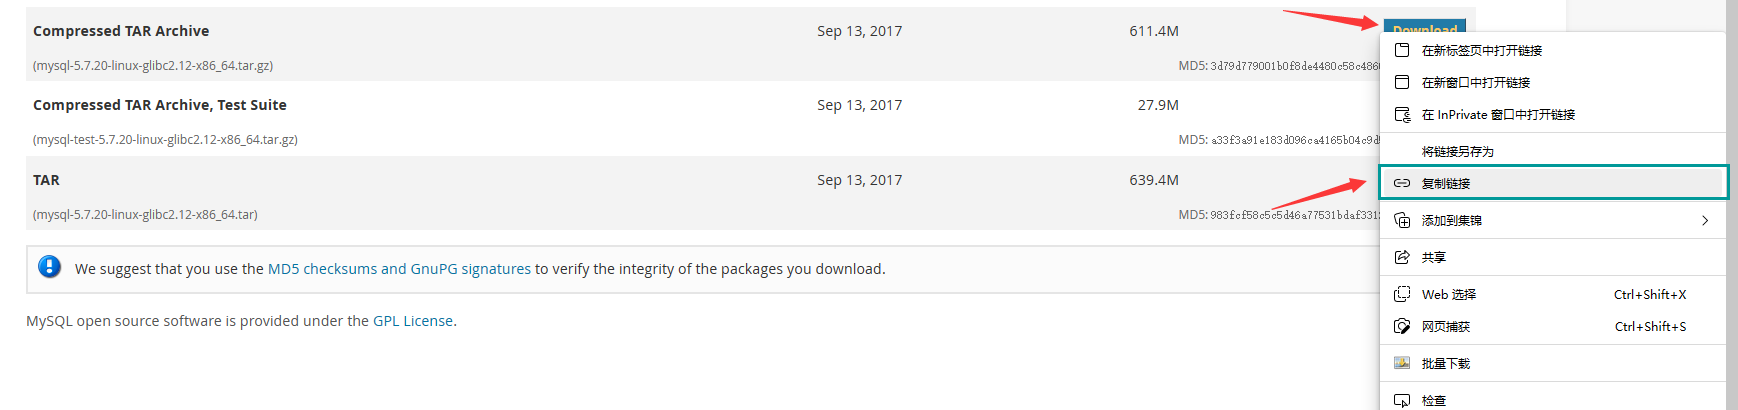 Compressed TAR Archive Sep 13, 2017 611.4M Download
(mysql-5.7.20-linux-glibc2.12-x86_64.tar.gz) MD5: 3d79d779001b0f8de4480c58c486
Compressed TAR Archive, Test Suite Sep 13, 2017 27.9M
(mysql-test-5.7.20-linux-glibc2.12-x86_64.tar.gz) MD5: a33f3a91e183d096ca4165b04c9d
TAR Sep 13, 2017 639.4M
(mysql-5.7.20-linux-glibc2.12-x86_64.tar) MD5: 983fcf58c5c5d46a77531bdaf331
We suggest that you use the MD5 checksums and GnuPG signatures to verify the integrity of the packages you download.
MySQL open source software is provided under the GPL License.
在新标签页中打开链接
在新窗口中打开链接
在 InPrivate 窗口中打开链接
将链接另存为
复制链接
添加到集锦
共享
Web 选择 Ctrl+Shift+X
网页捕获 Ctrl+Shift+S
批量下载
检查